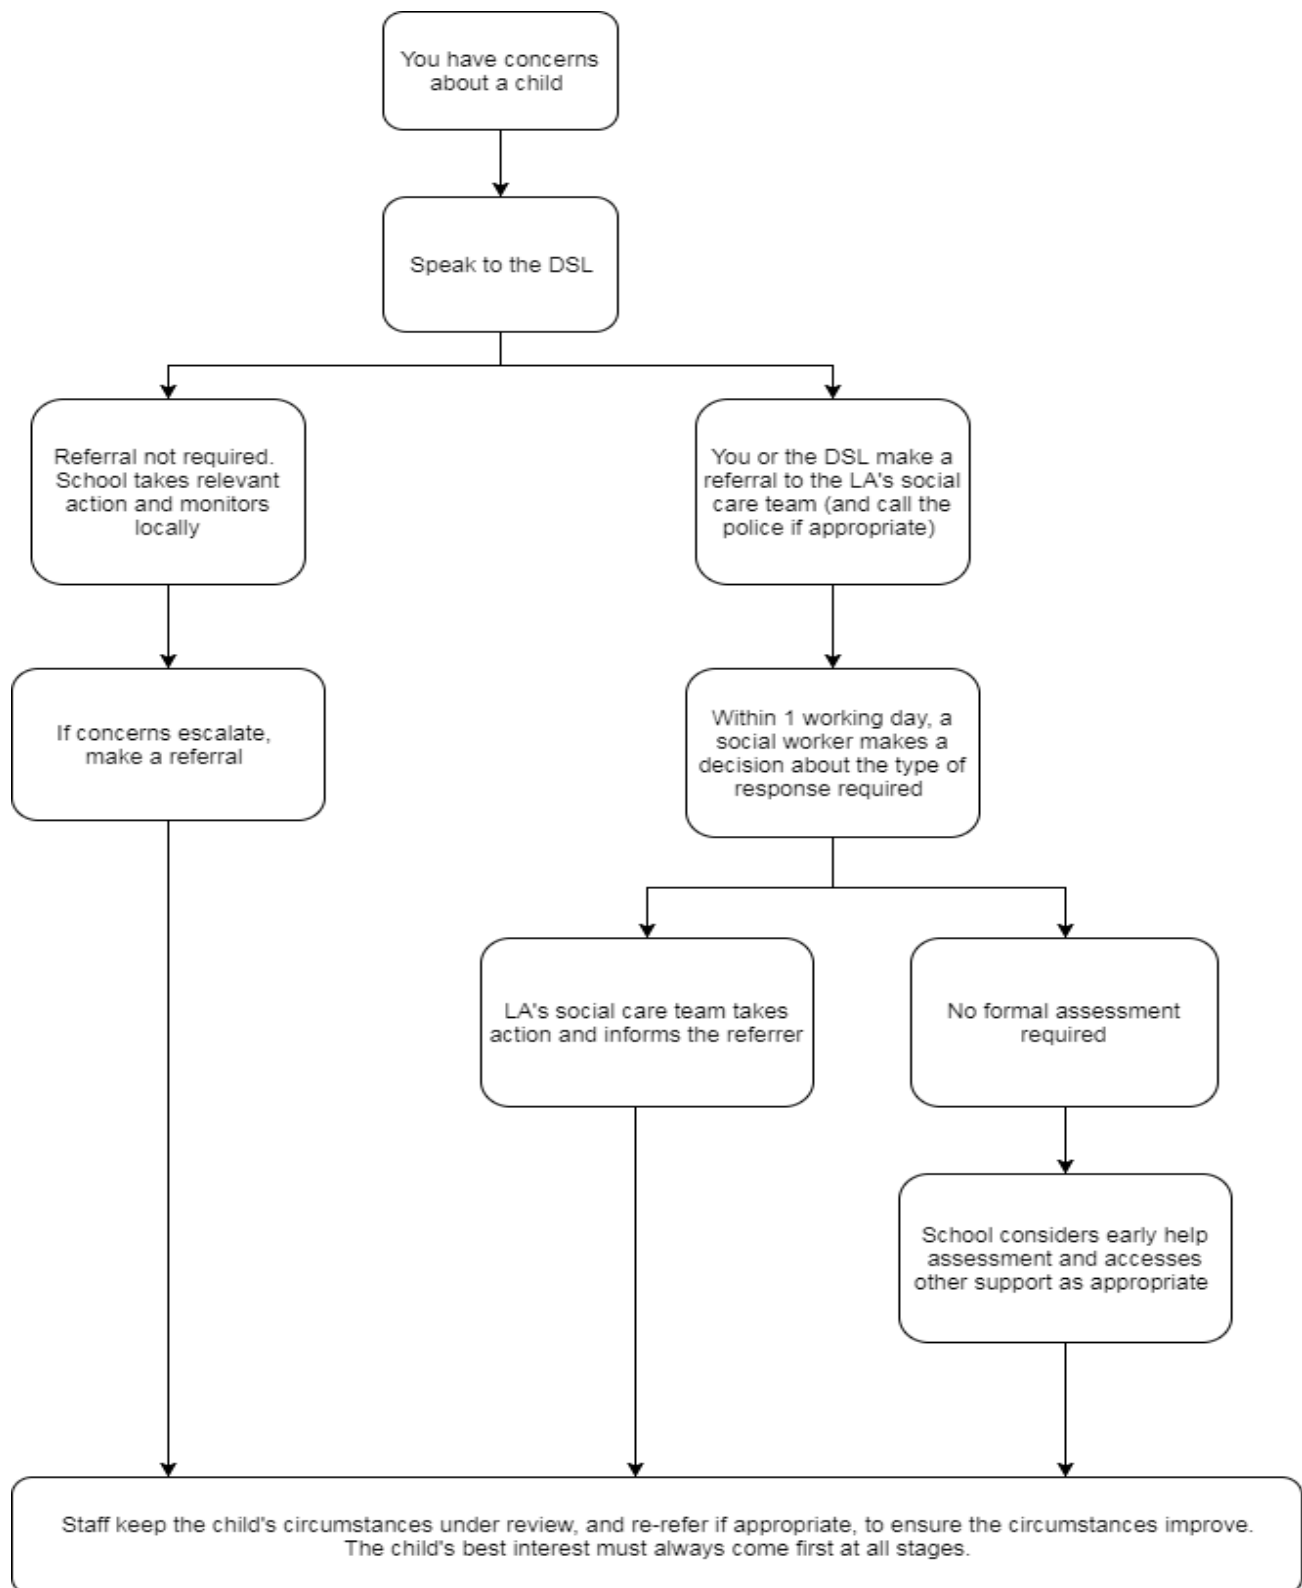 You have concerns
about a child
Speak to the DSL
Referral not required.
School takes relevant
action and monitors
locally
You or the DSL make a
referral to the LA's social
care team (and call the
police if appropriate)
If concerns escalate,
make a referral
Within 1 working day, a
social worker makes a
decision about the type of
response required
LA's social care team takes
action and informs the referrer
No formal assessment
required
School considers early help
assessment and accesses
other support as appropriate
Staff keep the child's circumstances under review, and re-refer if appropriate, to ensure the circumstances improve.
The child's best interest must always come first at all stages.